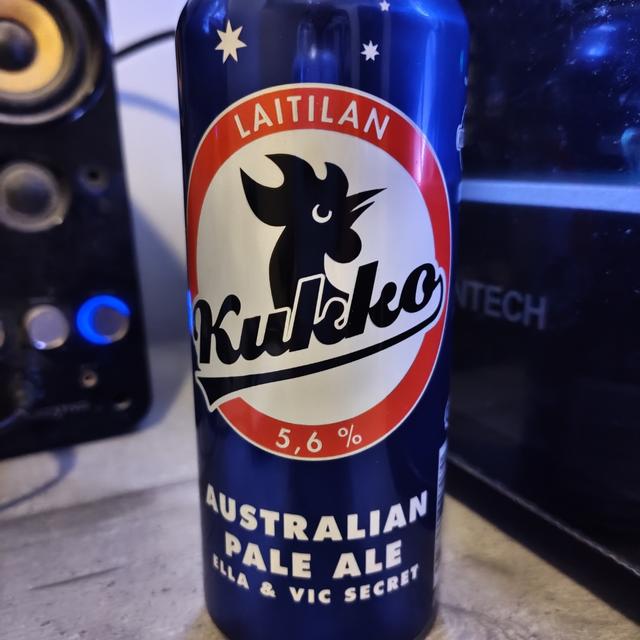 LAITILAN
Kukko
5,6 %
AUSTRALIAN
PALE ALE
ELLA & VIC SECRET
NTECH